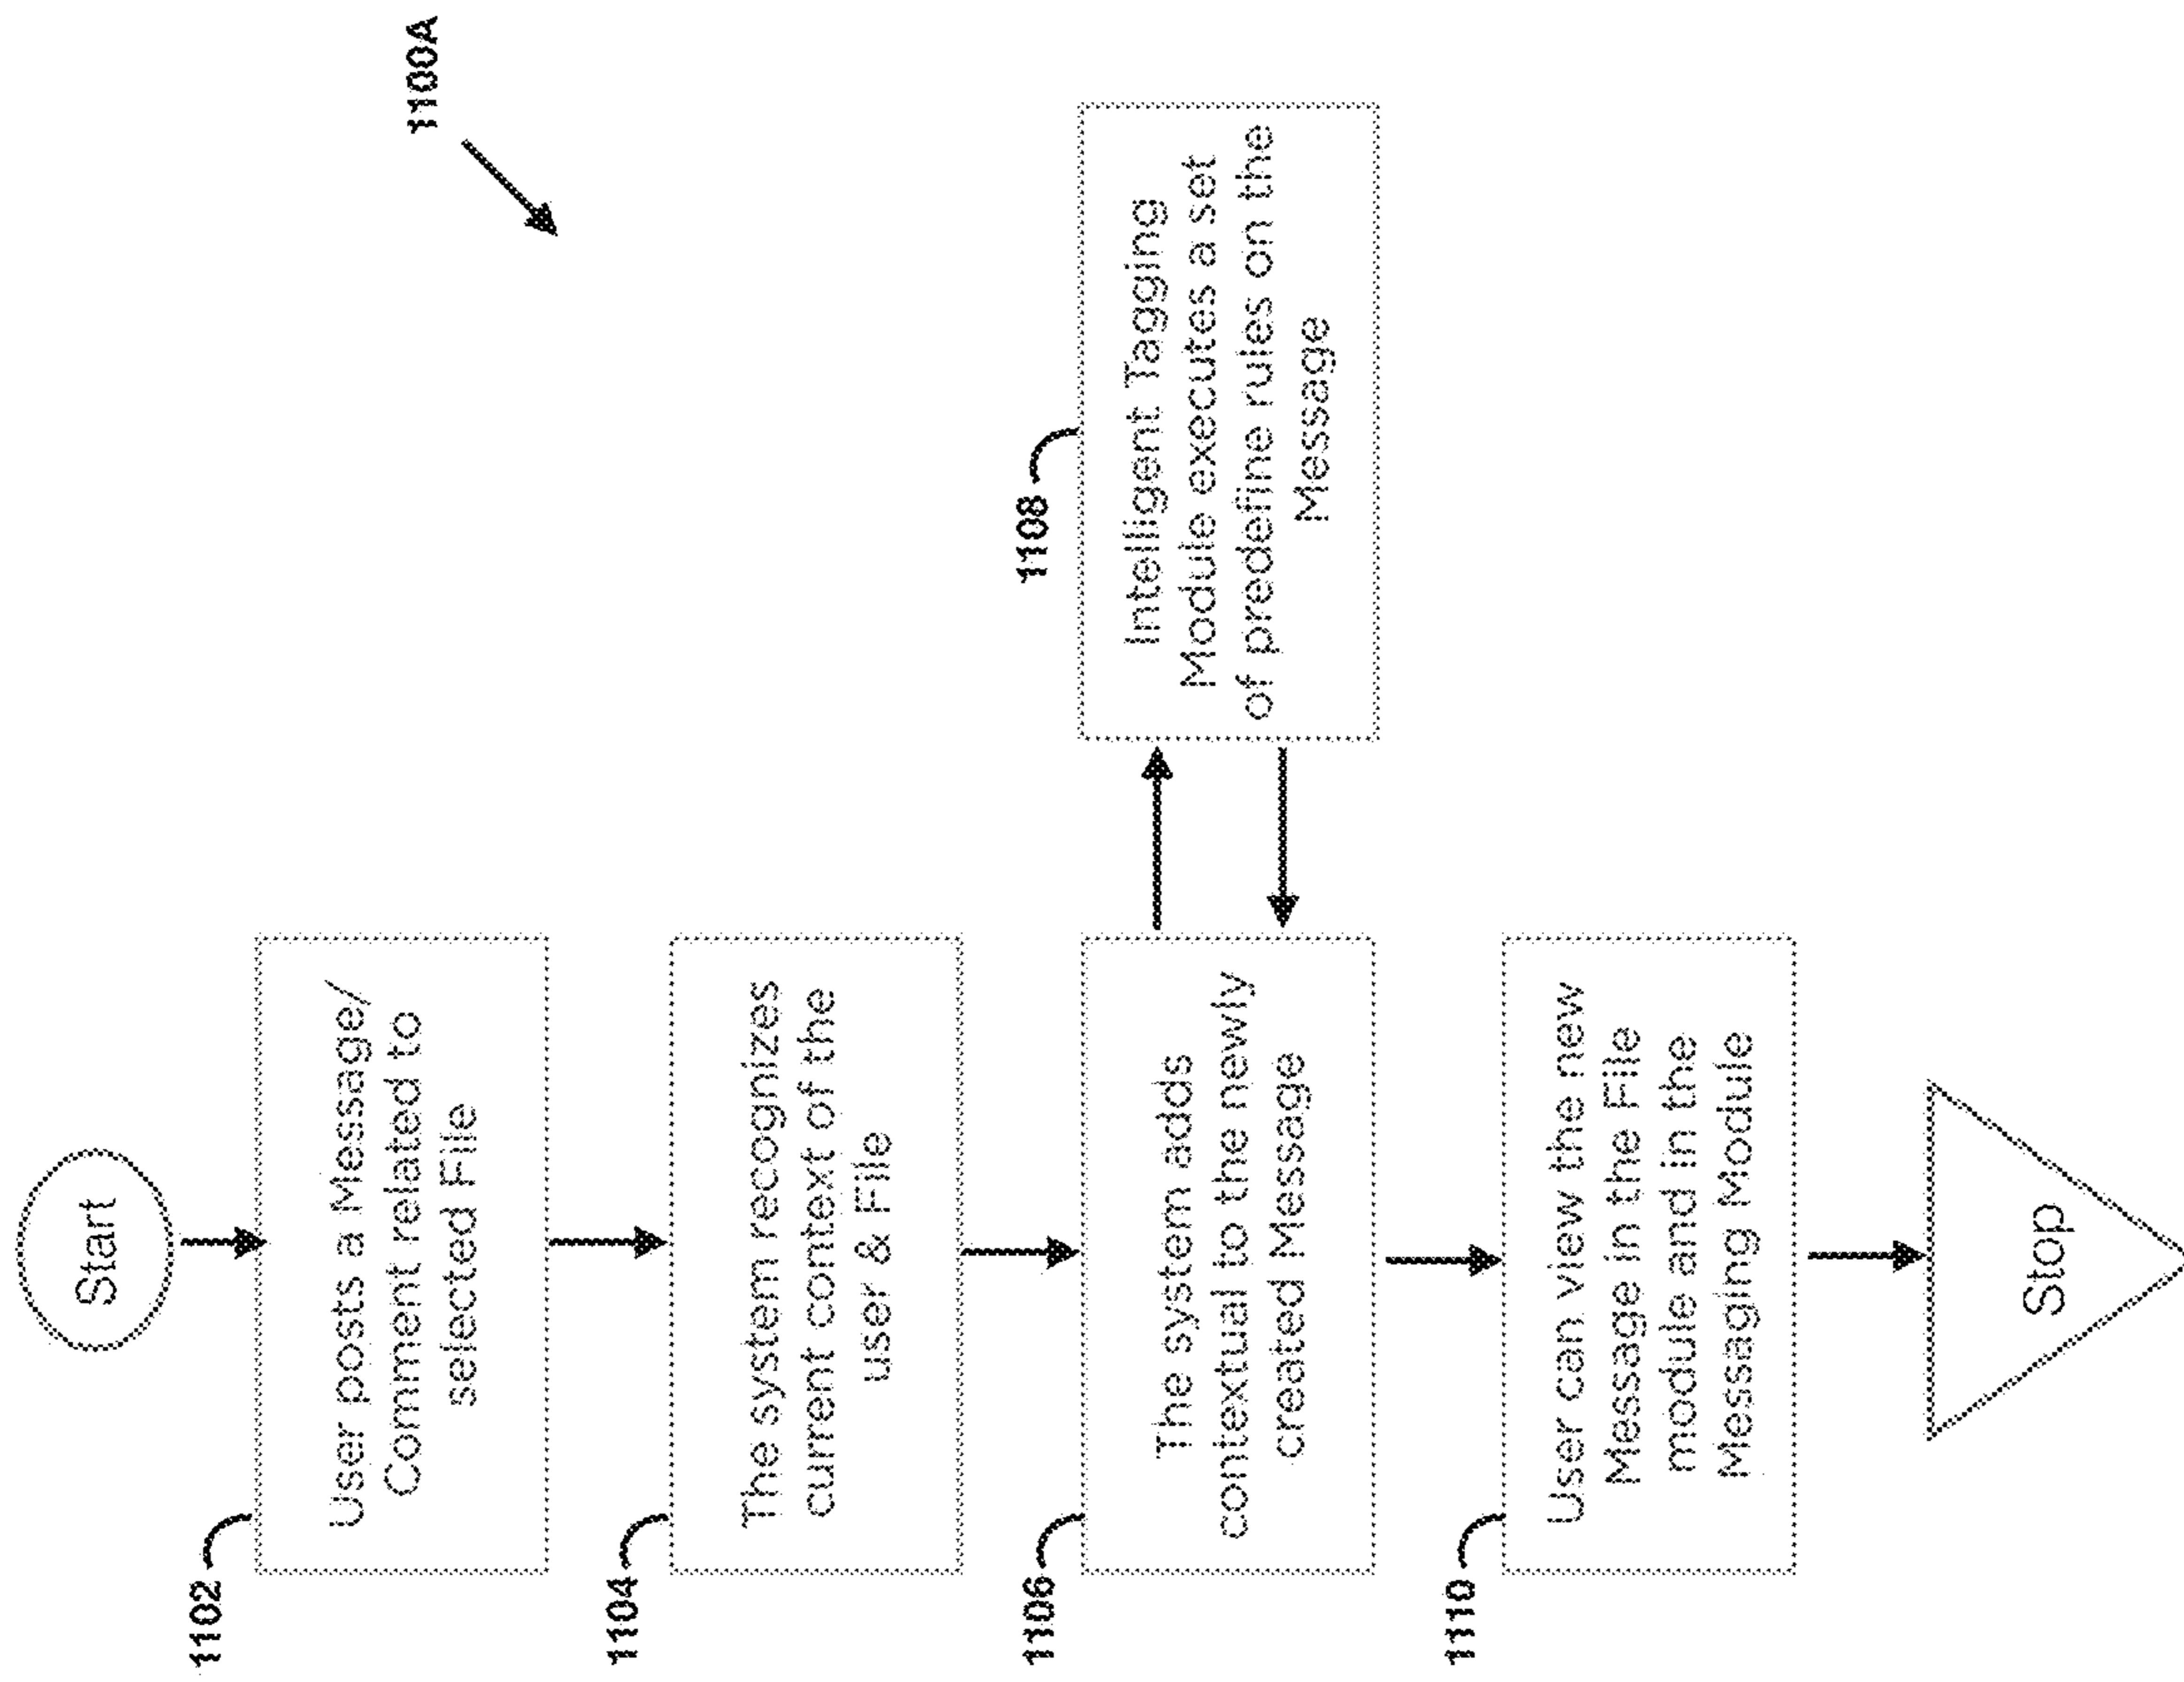 1100A
Start
1102
User posts a Message/
Comment related to
selected File
1104
The system recognizes
current context of the
user & File
1106
The system adds
contextual to the newly
created Message
1108
Intelligent Tagging
Module executes a set
of predefine rules on the
Message
1110
User can view the new
Message in the File
module and in the
Messaging Module
Stop